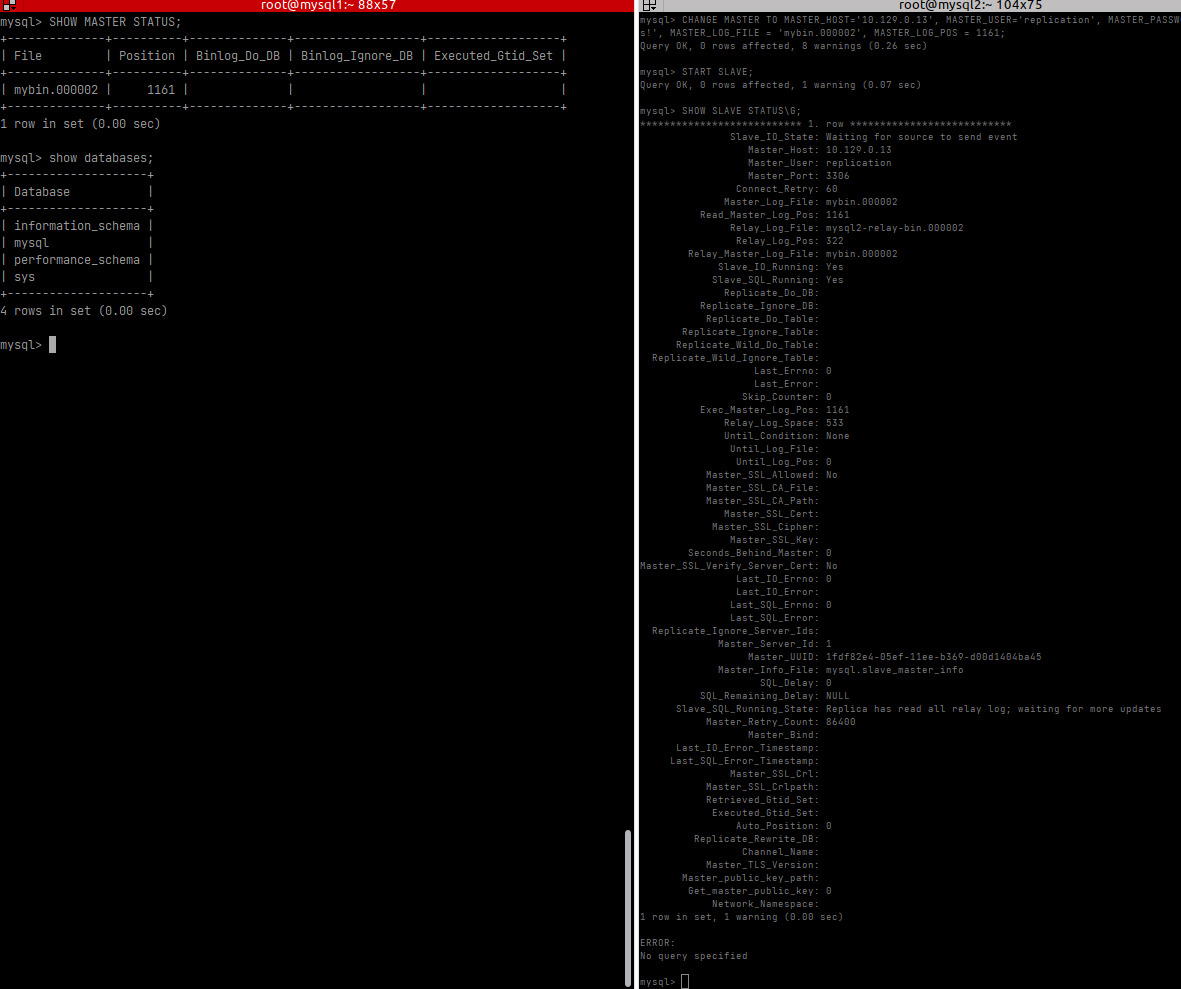 root@mysql1:~ 88x57
mysql> SHOW MASTER STATUS;
+--------------+----------+--------------+------------------+-------------------+
| File         | Position | Binlog_Do_DB | Binlog_Ignore_DB | Executed_Gtid_Set |
+--------------+----------+--------------+------------------+-------------------+
| mybin.000002 |     1161 |              |                  |                   |
+--------------+----------+--------------+------------------+-------------------+
1 row in set (0.00 sec)
mysql> show databases;
+--------------------+
| Database           |
+--------------------+
| information_schema |
| mysql              |
| performance_schema |
| sys                |
+--------------------+
4 rows in set (0.00 sec)
mysql>
root@mysql2:~ 104x75
mysql> CHANGE MASTER TO MASTER_HOST='10.129.0.13', MASTER_USER='replication', MASTER_PASSW
s!', MASTER_LOG_FILE = 'mybin.000002', MASTER_LOG_POS = 1161;
Query OK, 0 rows affected, 8 warnings (0.26 sec)
mysql> START SLAVE;
Query OK, 0 rows affected, 1 warning (0.07 sec)
mysql> SHOW SLAVE STATUS\G;
*************************** 1. row ***************************
Slave_IO_State: Waiting for source to send event
Master_Host: 10.129.0.13
Master_User: replication
Master_Port: 3306
Connect_Retry: 60
Master_Log_File: mybin.000002
Read_Master_Log_Pos: 1161
Relay_Log_File: mysql2-relay-bin.000002
Relay_Log_Pos: 322
Relay_Master_Log_File: mybin.000002
Slave_IO_Running: Yes
Slave_SQL_Running: Yes
Replicate_Do_DB:
Replicate_Ignore_DB:
Replicate_Do_Table:
Replicate_Ignore_Table:
Replicate_Wild_Do_Table:
Replicate_Wild_Ignore_Table:
Last_Errno: 0
Last_Error:
Skip_Counter: 0
Exec_Master_Log_Pos: 1161
Relay_Log_Space: 533
Until_Condition: None
Until_Log_File:
Until_Log_Pos: 0
Master_SSL_Allowed: No
Master_SSL_CA_File:
Master_SSL_CA_Path:
Master_SSL_Cert:
Master_SSL_Cipher:
Master_SSL_Key:
Seconds_Behind_Master: 0
Master_SSL_Verify_Server_Cert: No
Last_IO_Errno: 0
Last_IO_Error:
Last_SQL_Errno: 0
Last_SQL_Error:
Replicate_Ignore_Server_Ids:
Master_Server_Id: 1
Master_UUID: 1fdf82e4-05ef-11ee-b369-d00d1404ba45
Master_Info_File: mysql.slave_master_info
SQL_Delay: 0
SQL_Remaining_Delay: NULL
Slave_SQL_Running_State: Replica has read all relay log; waiting for more updates
Master_Retry_Count: 86400
Master_Bind:
Last_IO_Error_Timestamp:
Last_SQL_Error_Timestamp:
Master_SSL_Crl:
Master_SSL_Crlpath:
Retrieved_Gtid_Set:
Executed_Gtid_Set:
Auto_Position: 0
Replicate_Rewrite_DB:
Channel_Name:
Master_TLS_Version:
Master_public_key_path:
Get_master_public_key: 0
Network_Namespace:
1 row in set, 1 warning (0.00 sec)
ERROR:
No query specified
mysql>